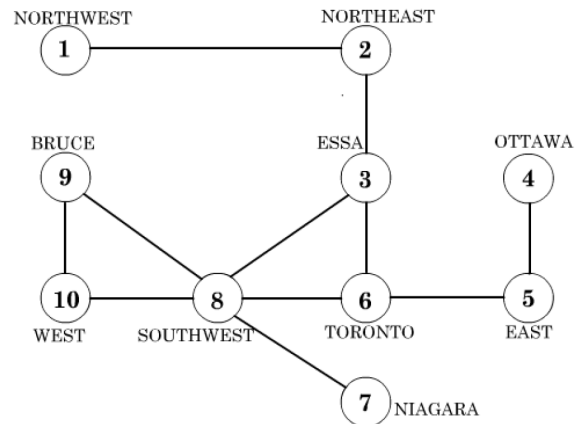 NORTHWEST
NORTHEAST
1
2
BRUCE
ESSA
OTTAWA
9
3
4
10
8
6
5
WEST
SOUTHWEST
TORONTO
EAST
7
NIAGARA